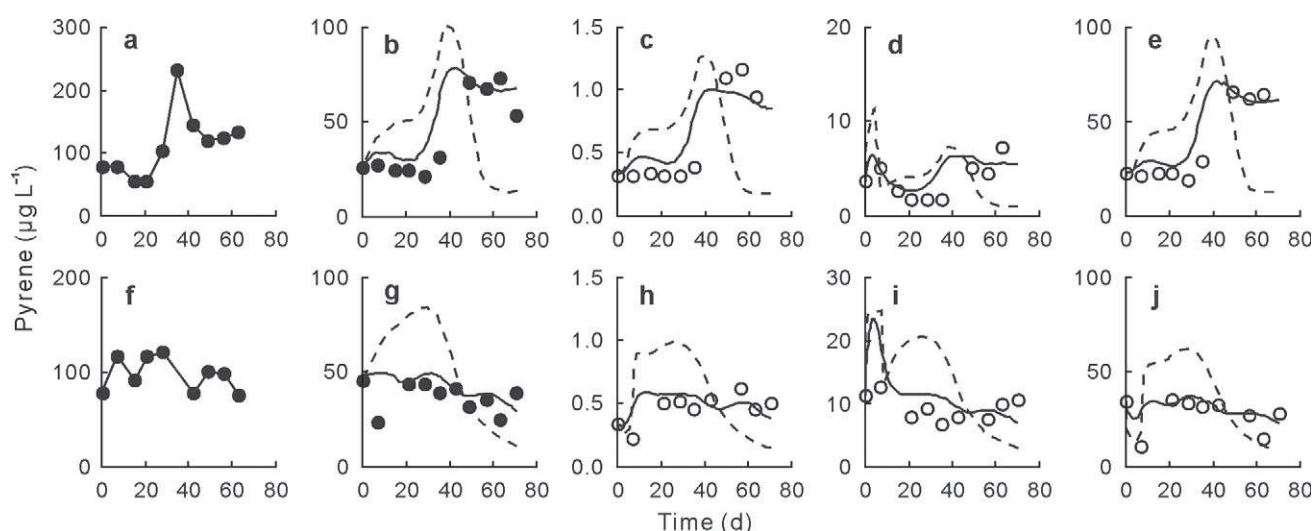 a b c d e
300 100 1.5 20 100
200 1.0
50 10 50
100 0.5
0 0 0.0 0 0
0 20 40 60 80 0 20 40 60 80 0 20 40 60 80 0 20 40 60 80 0 20 40 60 80
Pyrene (µg L⁻¹)
f g h i j
200 100 1.5 30 100
1.0 20
100 50 50
0.5 10
0 0 0.0 0 0
0 20 40 60 80 0 20 40 60 80 0 20 40 60 80 0 20 40 60 80 0 20 40 60 80
Time (d)